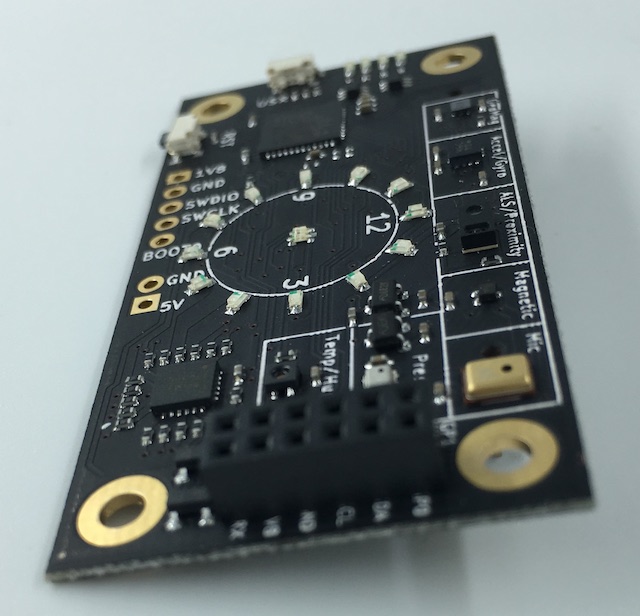 USER
RST
1V8
GND
SWDIO
SWCLK
BOOT0
GND
5V
9
12
6
3
Accel/Gyro
ALS/Proximity
Magnetic
Mic
Temp/Hu
Pre